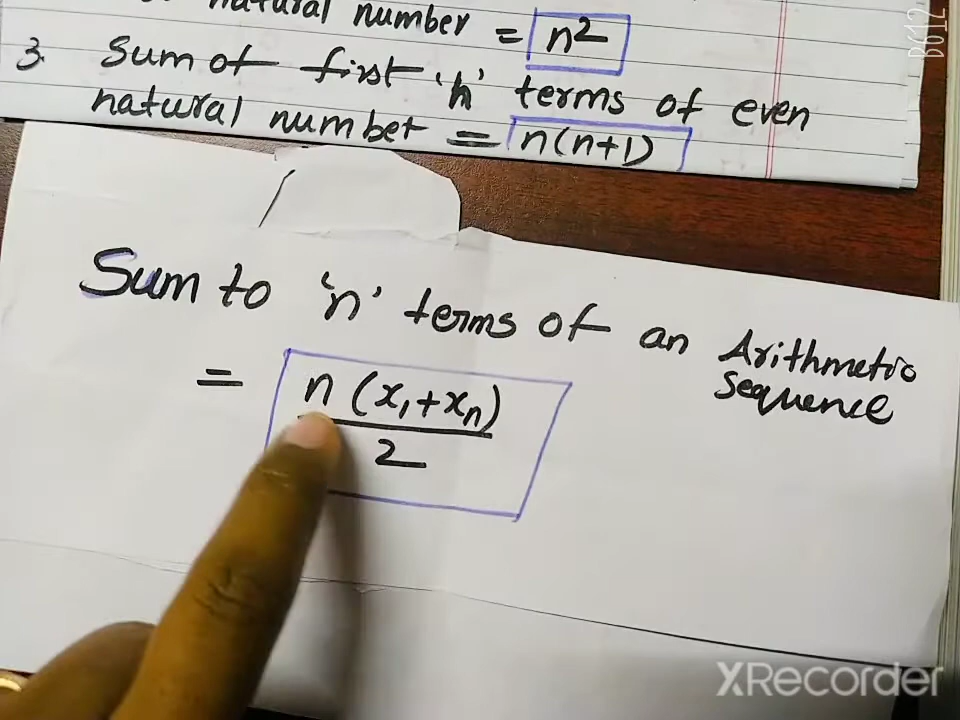 natural number = n²
3. Sum of first 'n' terms of even
natural number = n(n+1)
Sum to 'n' terms of an Arithmetic
Sequence
= n (x₁+xₙ)
2
B612
XRecorder